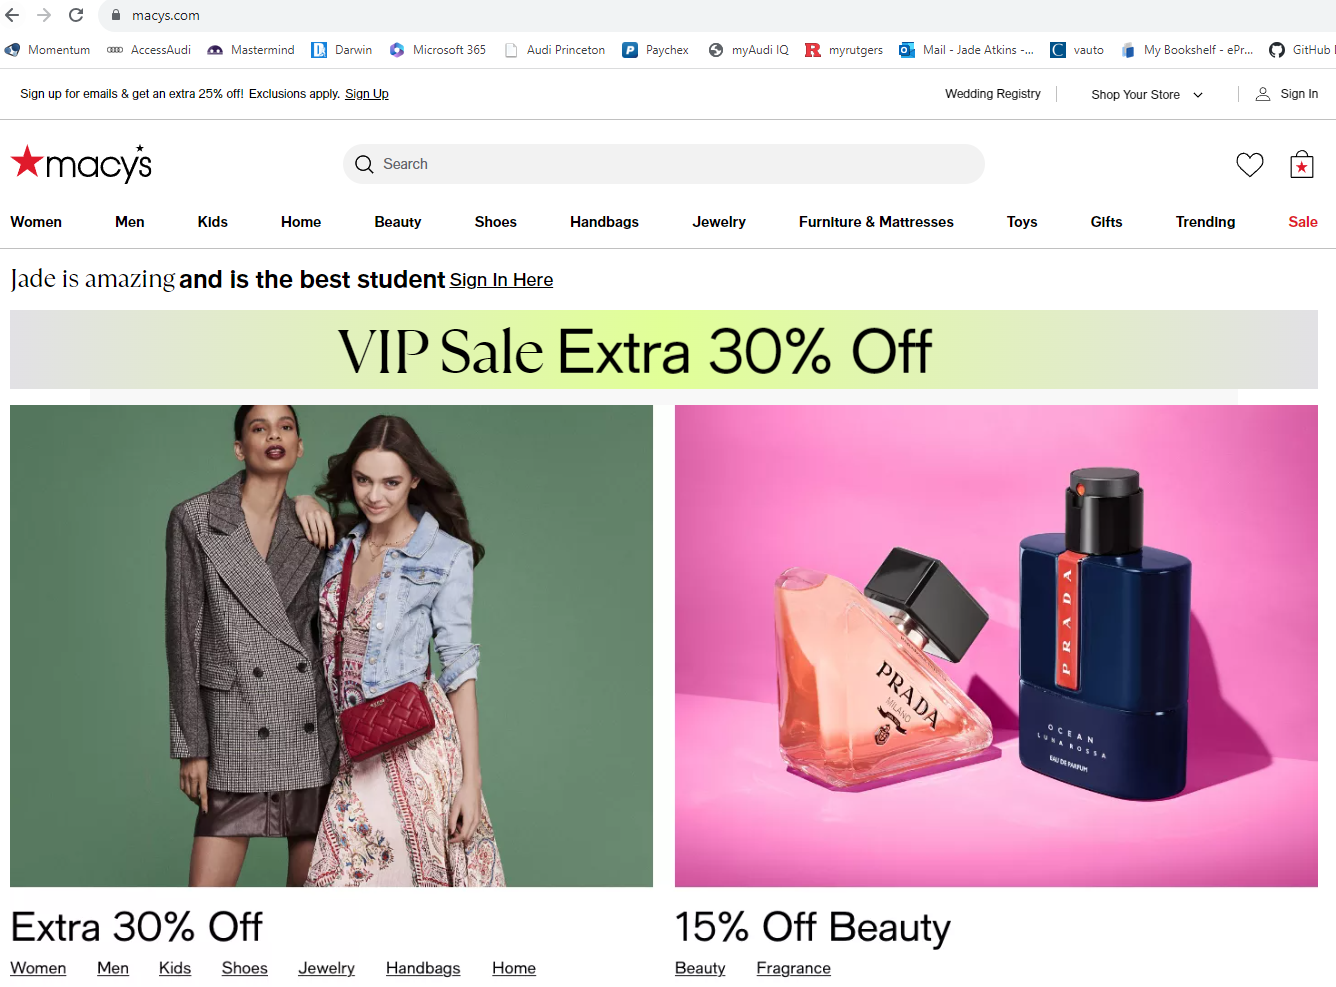 macys.com
Momentum AccessAudi Mastermind Darwin Microsoft 365 Audi Princeton Paychex myAudi IQ myrutgers Mail - Jade Atkins -... vauto My Bookshelf - ePr... GitHub
Sign up for emails & get an extra 25% off! Exclusions apply. Sign Up Wedding Registry Shop Your Store Sign In
macy's Search
Women Men Kids Home Beauty Shoes Handbags Jewelry Furniture & Mattresses Toys Gifts Trending Sale
Jade is amazing and is the best student Sign In Here
VIP Sale Extra 30% Off
PRADA
MILANO
PRADA
OCEAN
LUNA ROSSA
EAU DE PARFUM
Extra 30% Off
Women Men Kids Shoes Jewelry Handbags Home
15% Off Beauty
Beauty Fragrance